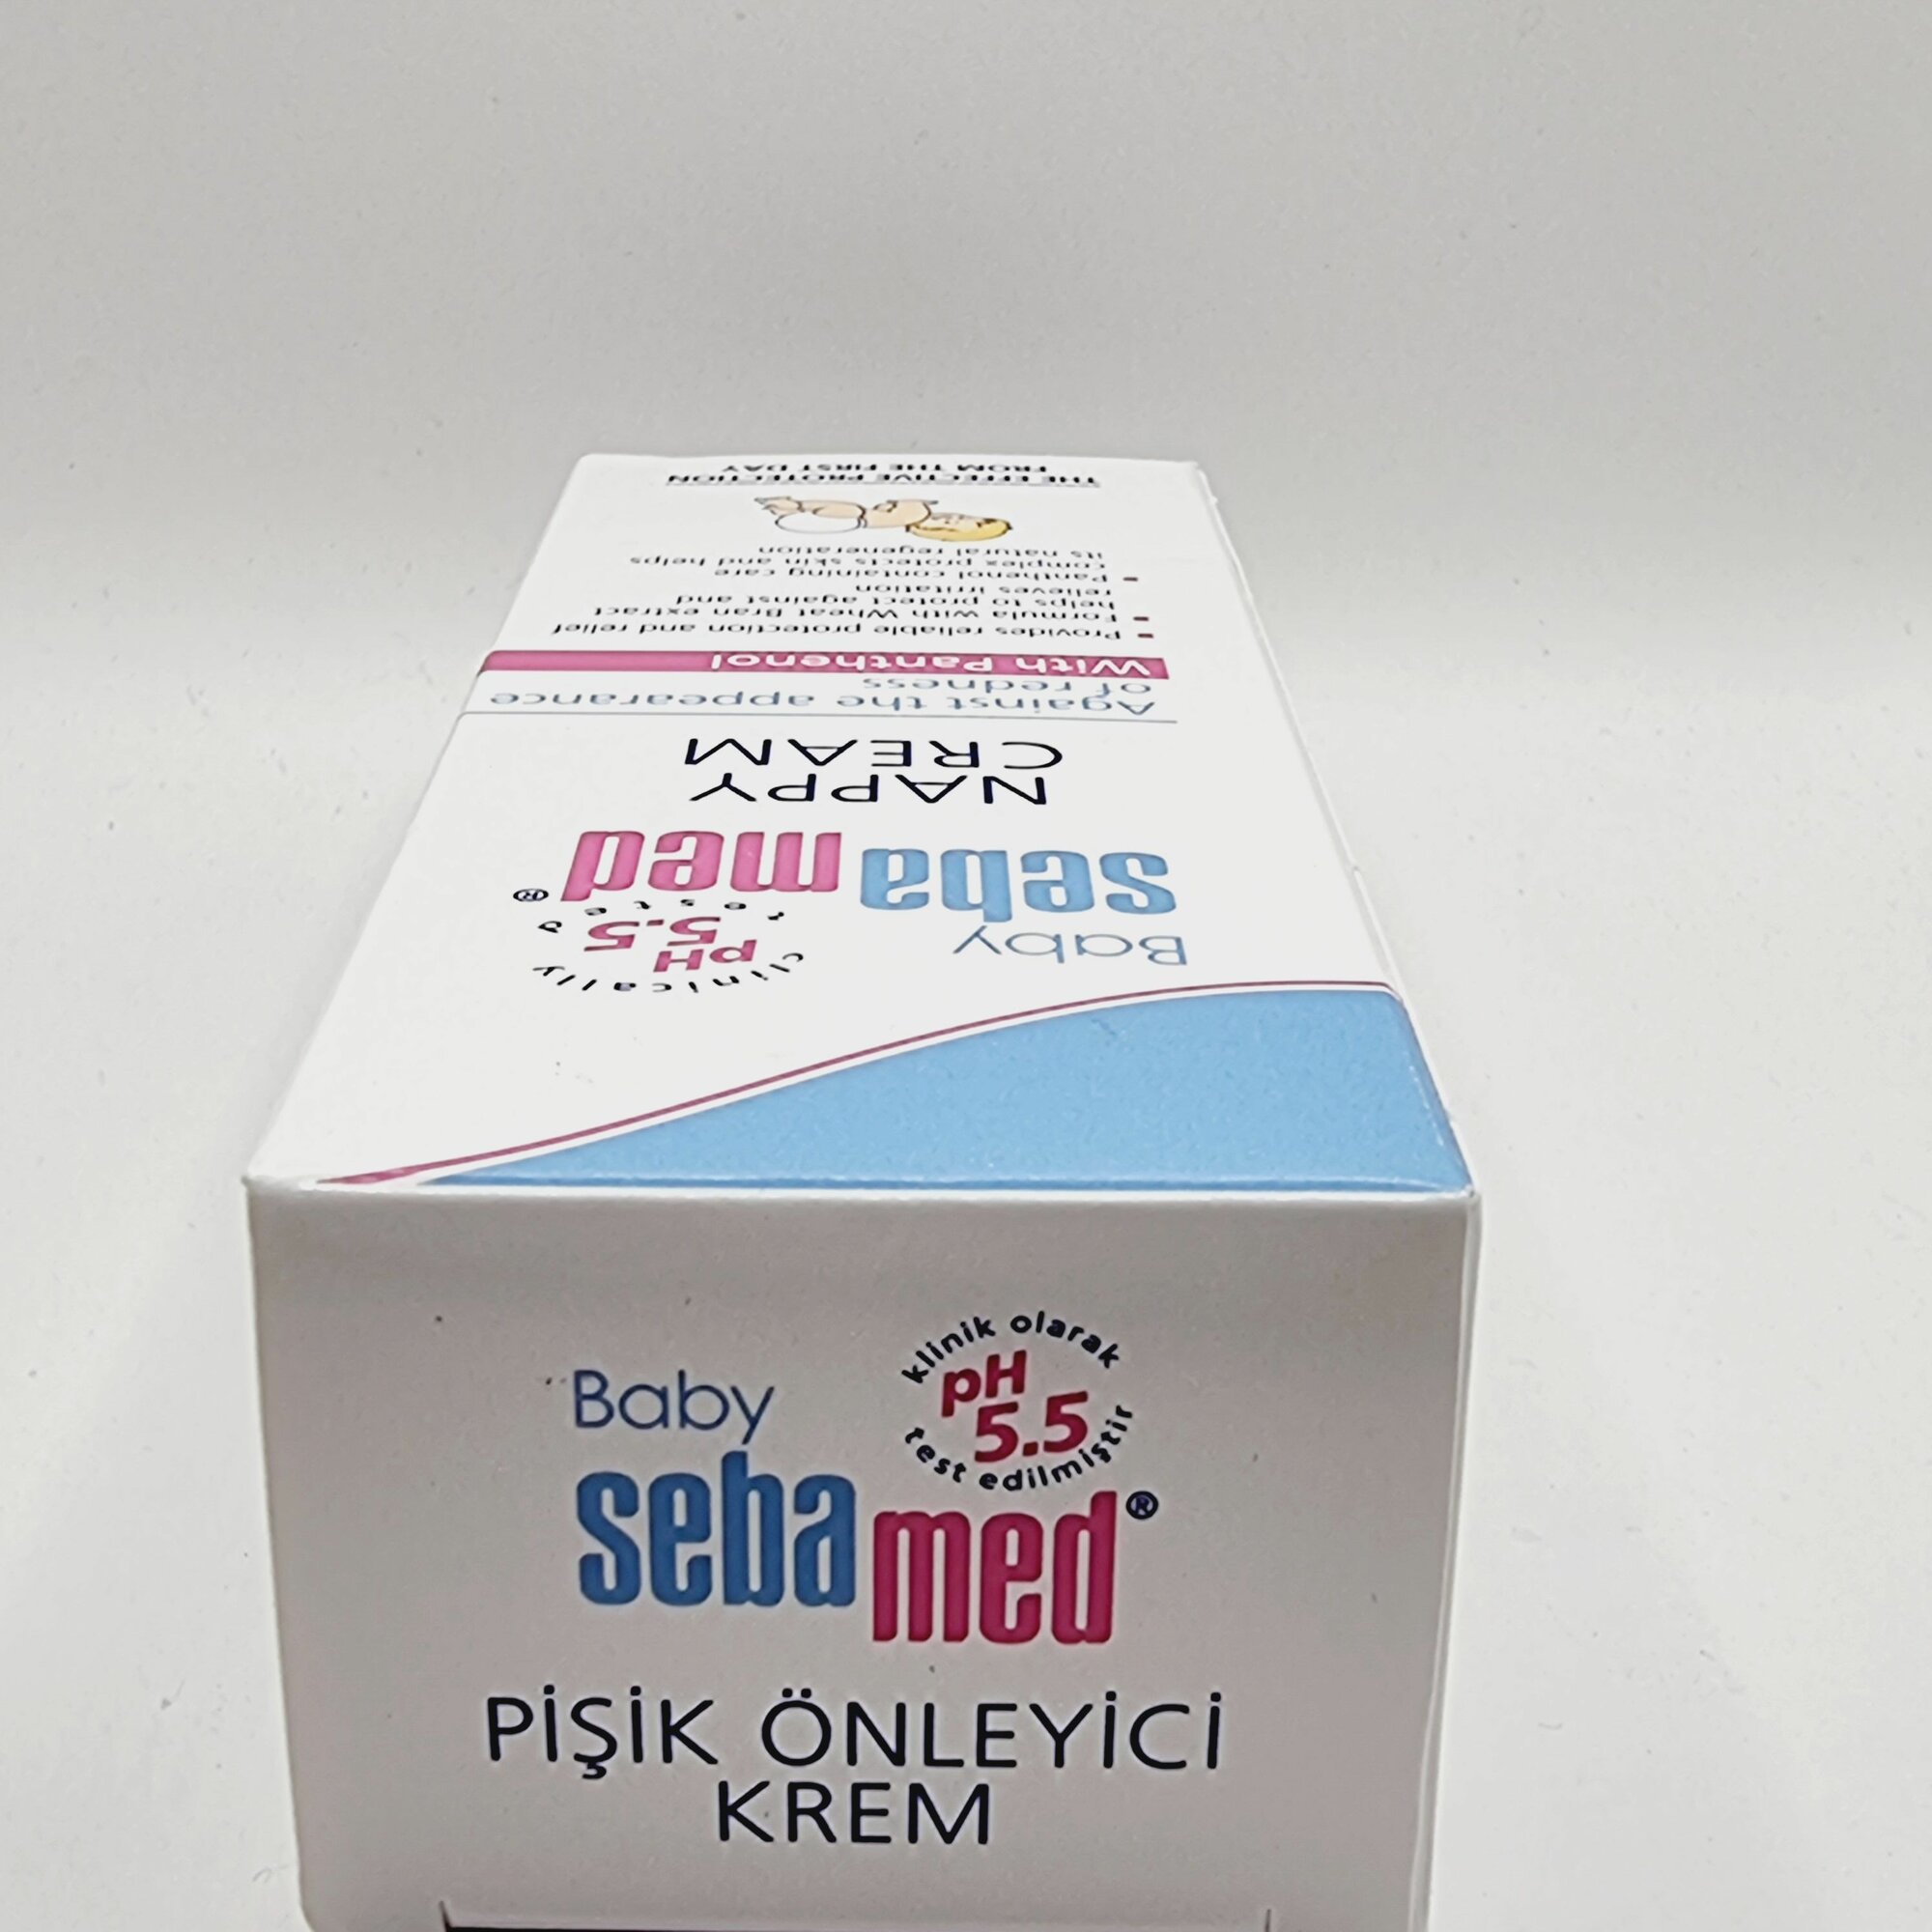 Baby
sebamed®
clinically
pH
5.5
tested
NAPPY
CREAM
Against the appearance
of redness
With Panthenol
• Provides reliable protection and relief
• Formula with Wheat Bran extract
helps to protect against and
relieves irritation
• Panthenol containing care
complex protects skin and helps
its natural regeneration
THE EFFECTIVE PROTECTION
FROM THE FIRST DAY
Baby
sebamed®
klinik olarak
pH
5.5
test edilmiştir
PİŞİK ÖNLEYİCİ
KREM